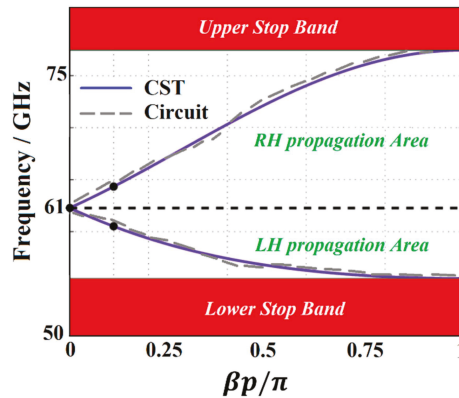 Upper Stop Band
75
CST
Circuit
RH propagation Area
Frequency / GHz
61
LH propagation Area
Lower Stop Band
50
0 0.25 0.5 0.75
βp/π